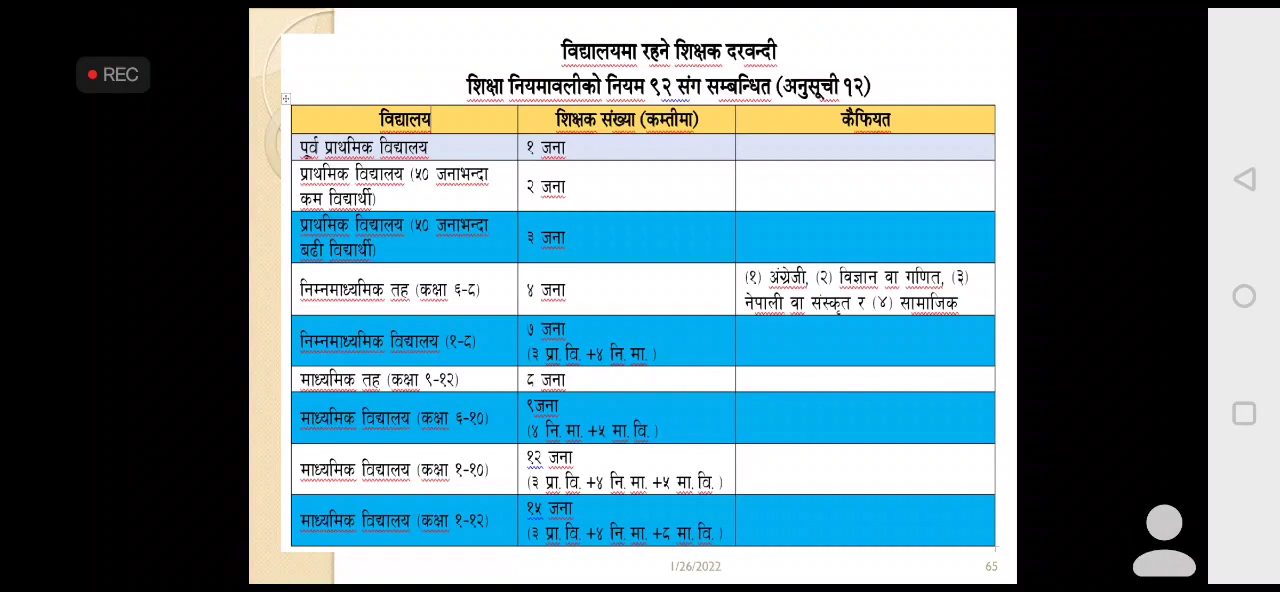 REC
विद्यालयमा रहने शिक्षक दरवन्दी
शिक्षा नियमावलीको नियम ९२ संग सम्बन्धित (अनुसूची १२)
विद्यालय शिक्षक संख्या (कम्तीमा) कैफियत
पूर्व प्राथमिक विद्यालय १ जना
प्राथमिक विद्यालय (५० जनाभन्दा
कम विद्यार्थी)
२ जना
प्राथमिक विद्यालय (५० जनाभन्दा
बढी विद्यार्थी)
३ जना
निम्नमाध्यमिक तह (कक्षा ६-८)
४ जना
(१) अंग्रेजी, (२) विज्ञान वा गणित, (३)
नेपाली वा संस्कृत र (४) सामाजिक
निम्नमाध्यमिक विद्यालय (१-८)
७ जना
(३ प्रा. वि. +४ नि. मा. )
माध्यमिक तह (कक्षा ९-१२) ८ जना
माध्यमिक विद्यालय (कक्षा ६-१०)
९जना
(४ नि. मा. +५ मा. वि. )
माध्यमिक विद्यालय (कक्षा १-१०)
१२ जना
(३ प्रा. वि. +४ नि. मा. +५ मा. वि. )
माध्यमिक विद्यालय (कक्षा १-१२)
१५ जना
(३ प्रा. वि. +४ नि. मा. +८ मा. वि. )
1/26/2022 65